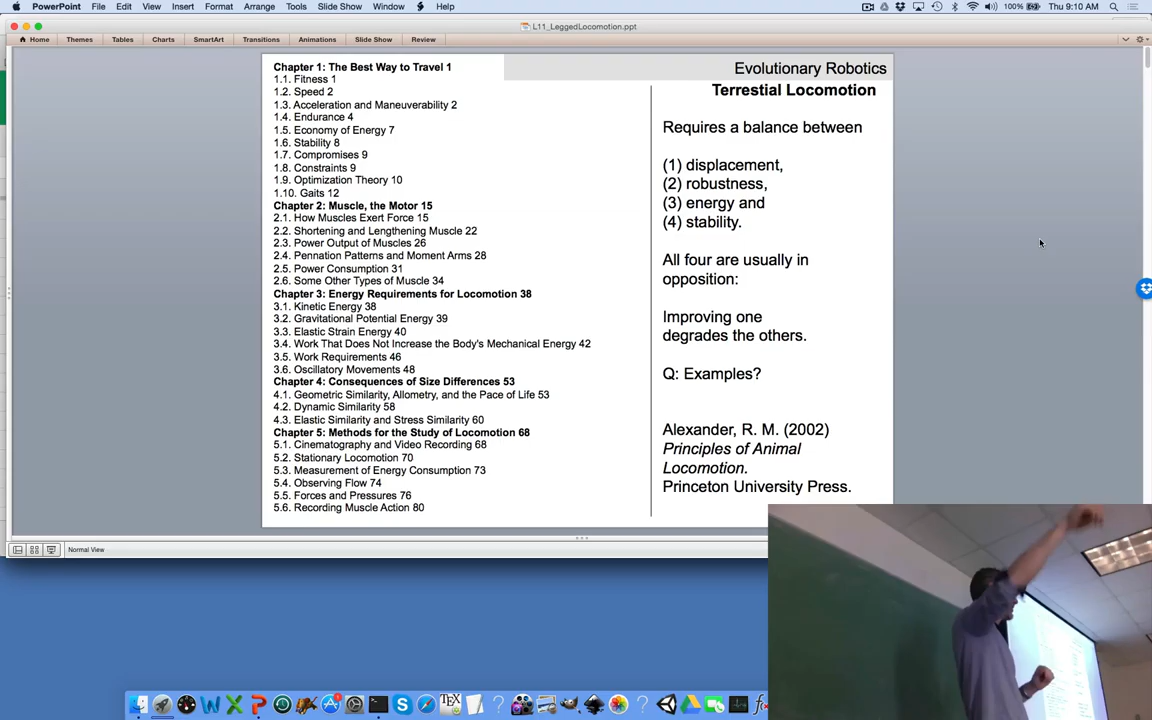 PowerPoint File Edit View Insert Format Arrange Tools Slide Show Window Help 100% Thu 9:10 AM
L11_LeggedLocomotion.ppt
Home Themes Tables Charts SmartArt Transitions Animations Slide Show Review
Chapter 1: The Best Way to Travel 1
1.1. Fitness 1
1.2. Speed 2
1.3. Acceleration and Maneuverability 2
1.4. Endurance 4
1.5. Economy of Energy 7
1.6. Stability 8
1.7. Compromises 9
1.8. Constraints 9
1.9. Optimization Theory 10
1.10. Gaits 12
Chapter 2: Muscle, the Motor 15
2.1. How Muscles Exert Force 15
2.2. Shortening and Lengthening Muscle 22
2.3. Power Output of Muscles 26
2.4. Pennation Patterns and Moment Arms 28
2.5. Power Consumption 31
2.6. Some Other Types of Muscle 34
Chapter 3: Energy Requirements for Locomotion 38
3.1. Kinetic Energy 38
3.2. Gravitational Potential Energy 39
3.3. Elastic Strain Energy 40
3.4. Work That Does Not Increase the Body's Mechanical Energy 42
3.5. Work Requirements 46
3.6. Oscillatory Movements 48
Chapter 4: Consequences of Size Differences 53
4.1. Geometric Similarity, Allometry, and the Pace of Life 53
4.2. Dynamic Similarity 58
4.3. Elastic Similarity and Stress Similarity 60
Chapter 5: Methods for the Study of Locomotion 68
5.1. Cinematography and Video Recording 68
5.2. Stationary Locomotion 70
5.3. Measurement of Energy Consumption 73
5.4. Observing Flow 74
5.5. Forces and Pressures 76
5.6. Recording Muscle Action 80
Evolutionary Robotics
Terrestial Locomotion
Requires a balance between
(1) displacement,
(2) robustness,
(3) energy and
(4) stability.
All four are usually in
opposition:
Improving one
degrades the others.
Q: Examples?
Alexander, R. M. (2002)
Principles of Animal
Locomotion.
Princeton University Press.
Normal View
TEX